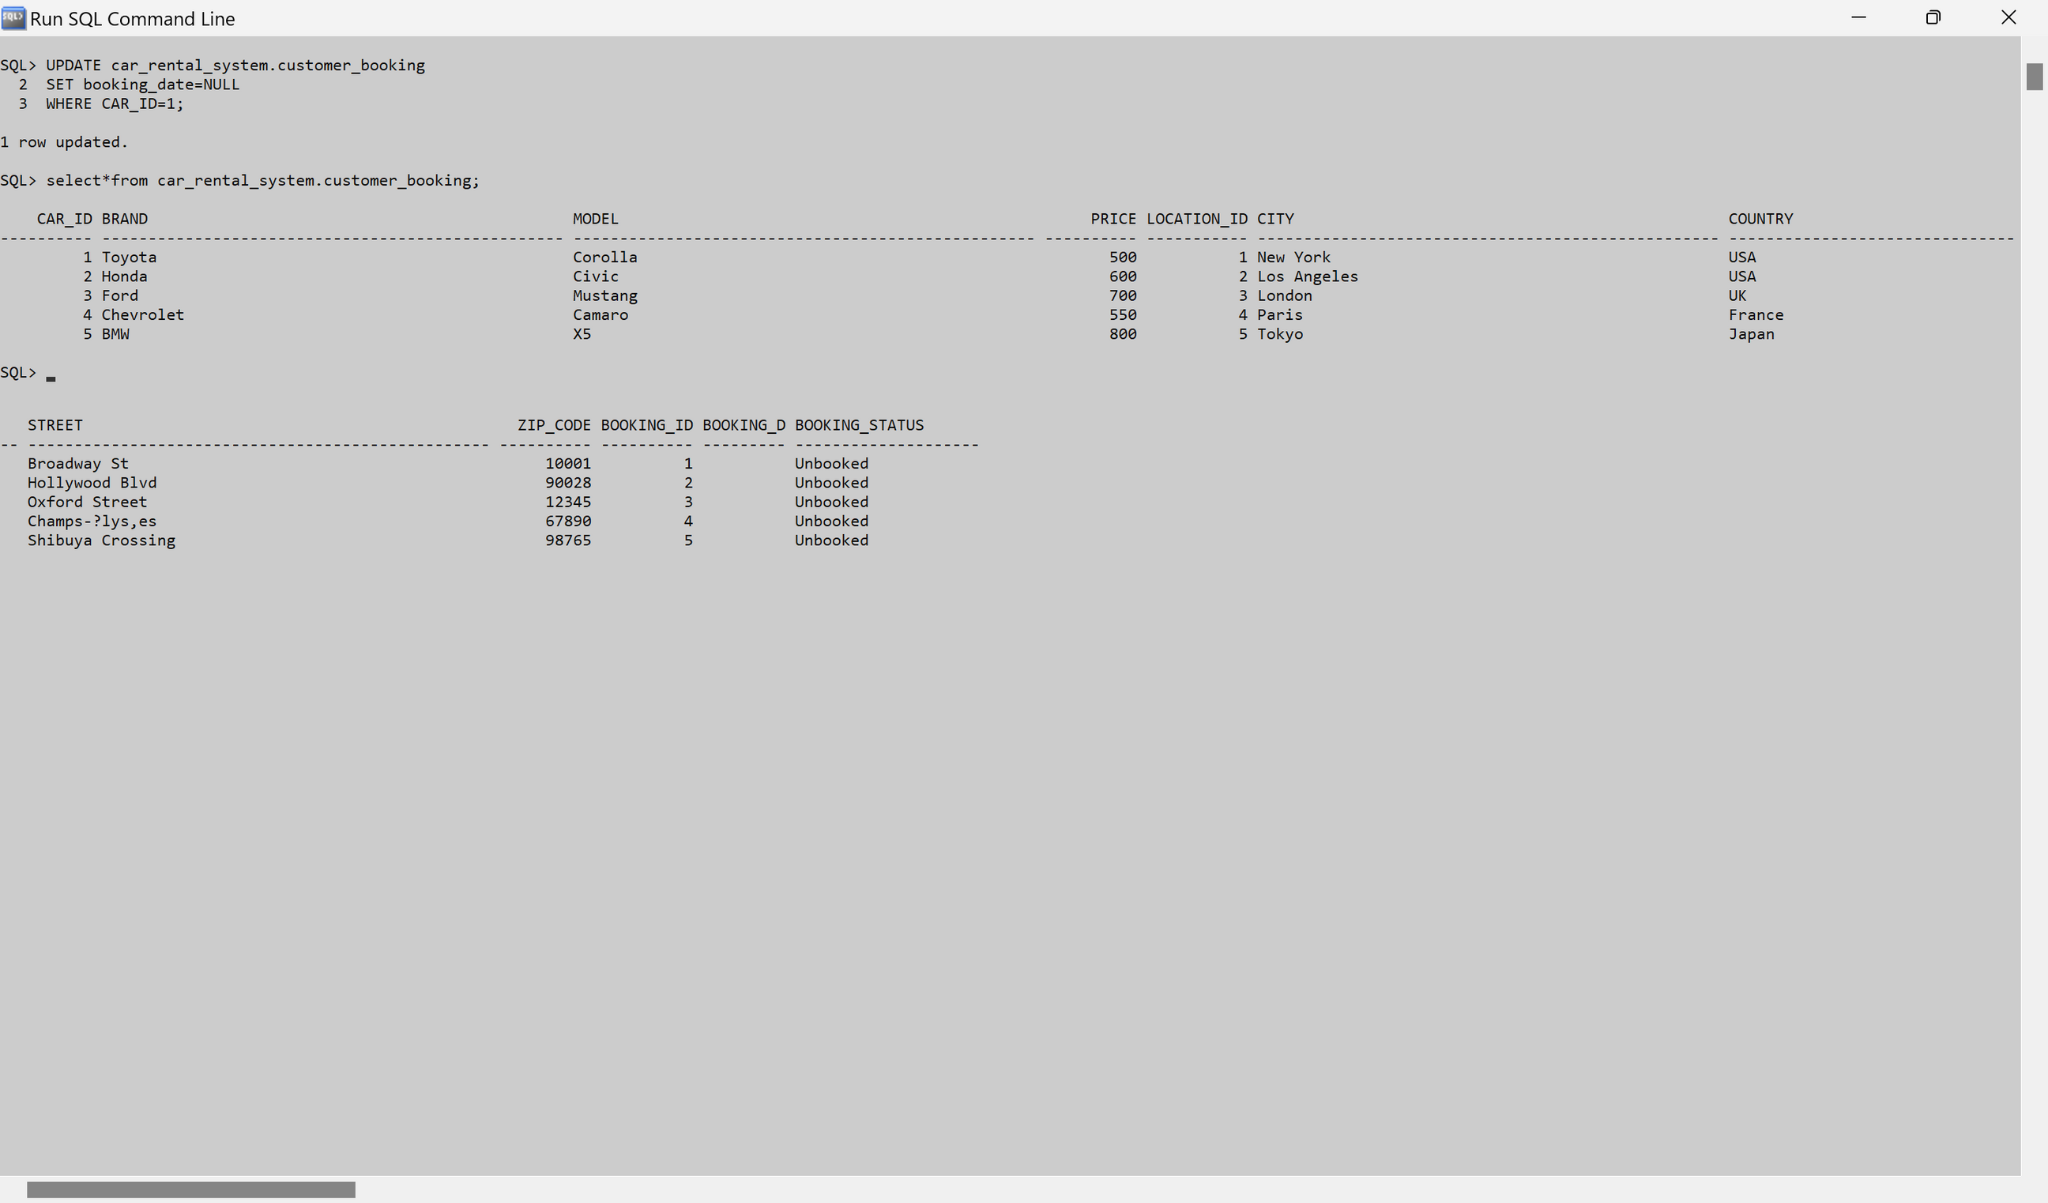 Run SQL Command Line
SQL> UPDATE car_rental_system.customer_booking
2 SET booking_date=NULL
3 WHERE CAR_ID=1;
1 row updated.
SQL> select*from car_rental_system.customer_booking;
CAR_ID BRAND MODEL PRICE LOCATION_ID CITY COUNTRY
1 Toyota Corolla 500 1 New York USA
2 Honda Civic 600 2 Los Angeles USA
3 Ford Mustang 700 3 London UK
4 Chevrolet Camaro 550 4 Paris France
5 BMW X5 800 5 Tokyo Japan
SQL>
STREET ZIP_CODE BOOKING_ID BOOKING_D BOOKING_STATUS
Broadway St 10001 1 Unbooked
Hollywood Blvd 90028 2 Unbooked
Oxford Street 12345 3 Unbooked
Champs-?lys,es 67890 4 Unbooked
Shibuya Crossing 98765 5 Unbooked